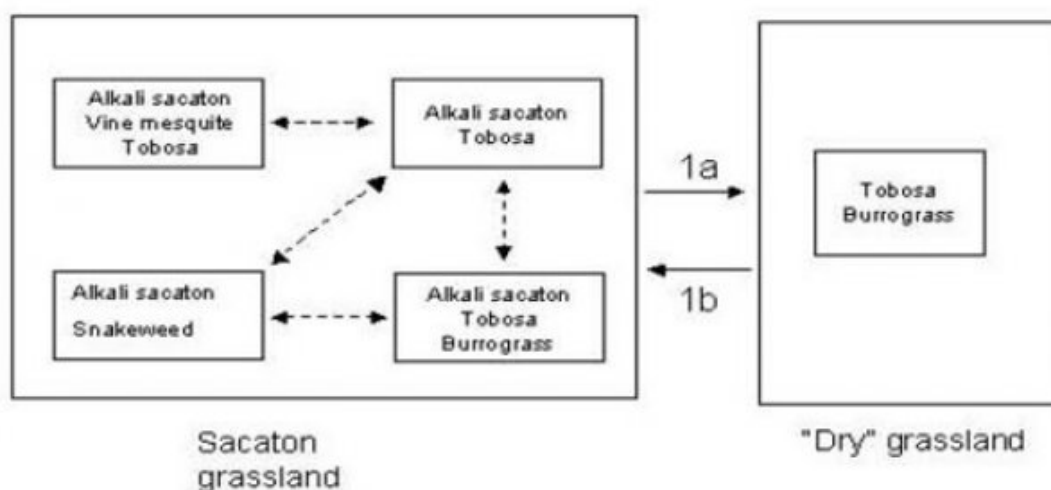 Alkali sacaton
Vine mesquite
Tobosa
Alkali sacaton
Tobosa
Alkali sacaton
Snakeweed
Alkali sacaton
Tobosa
Burrograss
1a
1b
Tobosa
Burrograss
Sacaton
grassland
"Dry" grassland